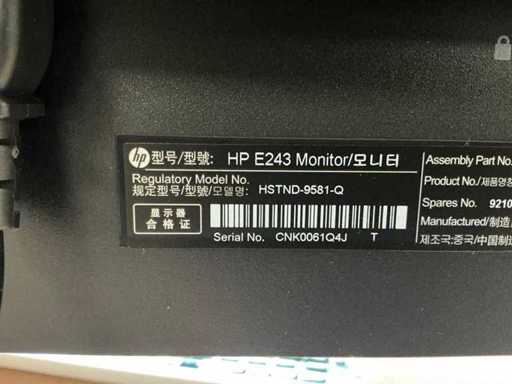 hp 型号/型號: HP E243 Monitor/모니터
Regulatory Model No.
规定型号/型號/모델명: HSTND-9581-Q
显示器
合格证
Serial No. CNK0061Q4J T
Assembly Part No.
Product No./제품명칭
Spares No. 9210
Manufactured/制造
제조국:중국/中国制造